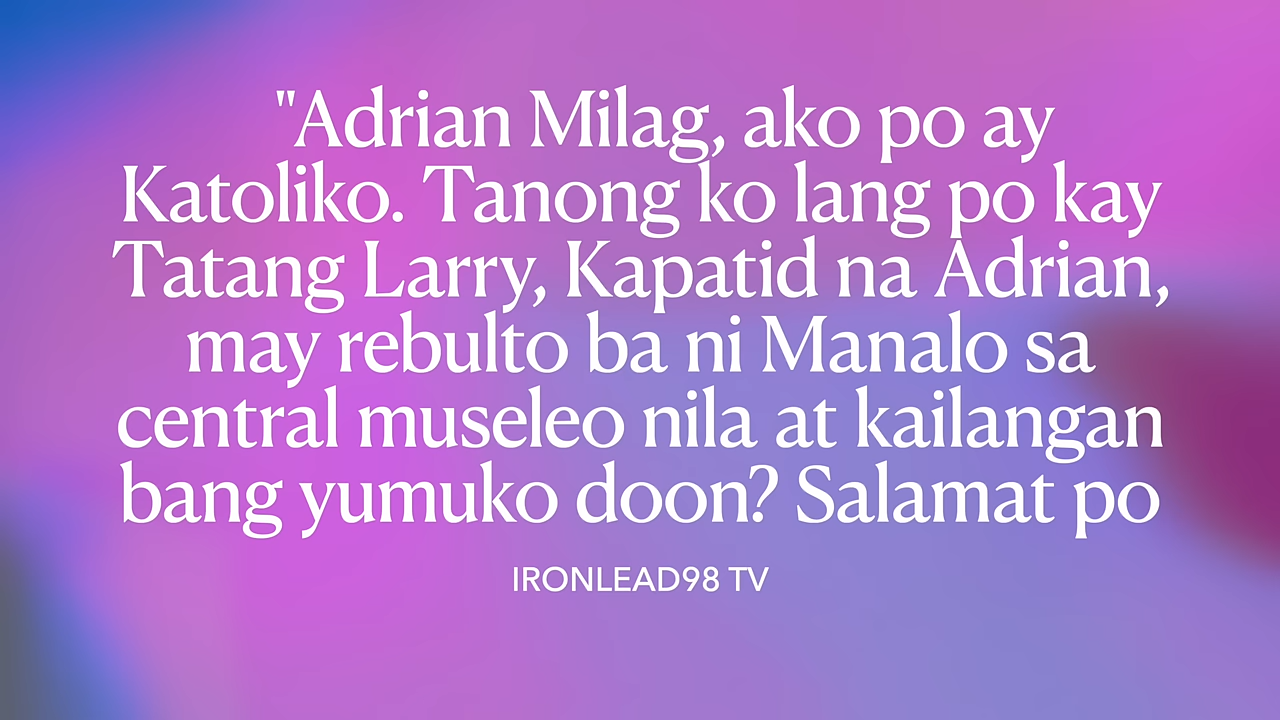 "Adrian Milag, ako po ay
Katoliko. Tanong ko lang po kay
Tatang Larry, Kapatid na Adrian,
may rebulto ba ni Manalo sa
central museleo nila at kailangan
bang yumuko doon? Salamat po
IRONLEAD98 TV